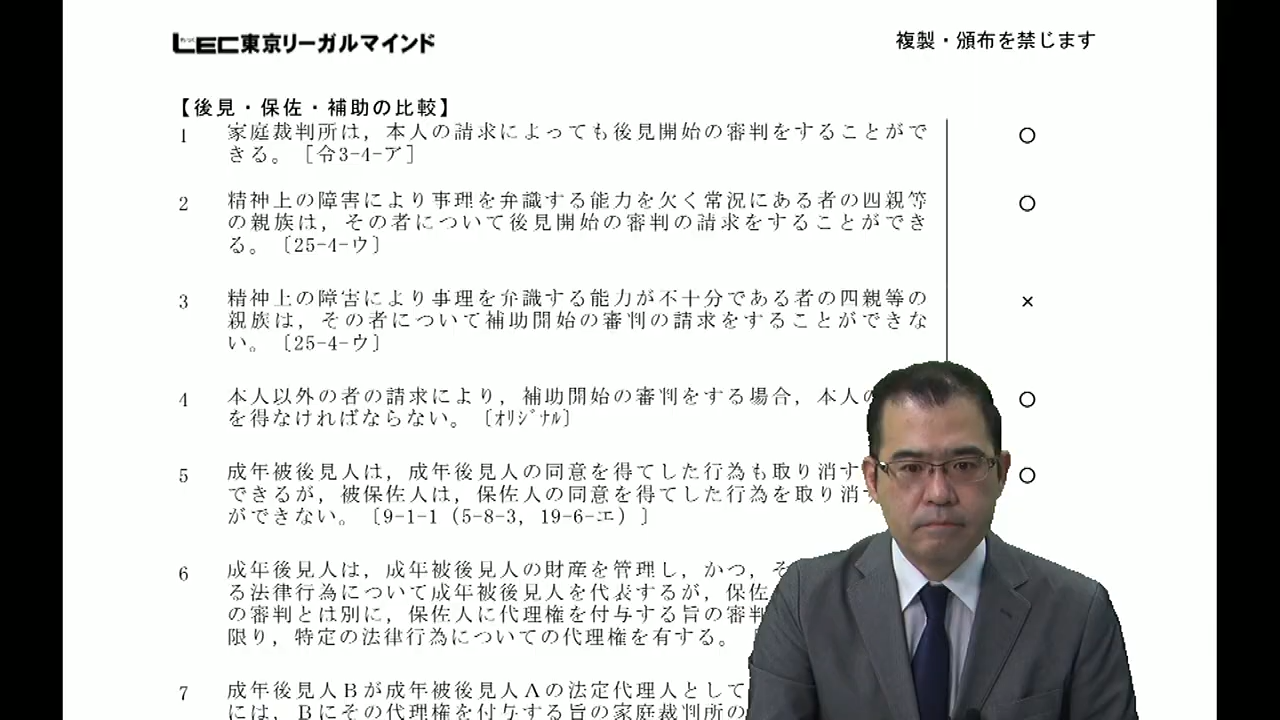 LEC東京リーガルマインド
複製・頒布を禁じます
【後見・保佐・補助の比較】
1 家庭裁判所は，本人の請求によっても後見開始の審判をすることがで ○
きる。［令3-4-ア］
2 精神上の障害により事理を弁識する能力を欠く常況にある者の四親等 ○
の親族は，その者について後見開始の審判の請求をすることができ
る。〔25-4-ウ〕
3 精神上の障害により事理を弁識する能力が不十分である者の四親等の ×
親族は，その者について補助開始の審判の請求をすることができな
い。〔25-4-ウ〕
4 本人以外の者の請求により，補助開始の審判をする場合，本人の ○
を得なければならない。〔ｵﾘｼﾞﾅﾙ〕
5 成年被後見人は，成年後見人の同意を得てした行為も取り消す ○
できるが，被保佐人は，保佐人の同意を得てした行為を取り消
ができない。〔9-1-1（5-8-3，19-6-エ）〕
6 成年後見人は，成年被後見人の財産を管理し，かつ，そ
る法律行為について成年被後見人を代表するが，保佐
の審判とは別に，保佐人に代理権を付与する旨の審判
限り，特定の法律行為についての代理権を有する。
7 成年後見人Ｂが成年被後見人Ａの法定代理人として
には，Ｂにその代理権を付与する旨の家庭裁判所の